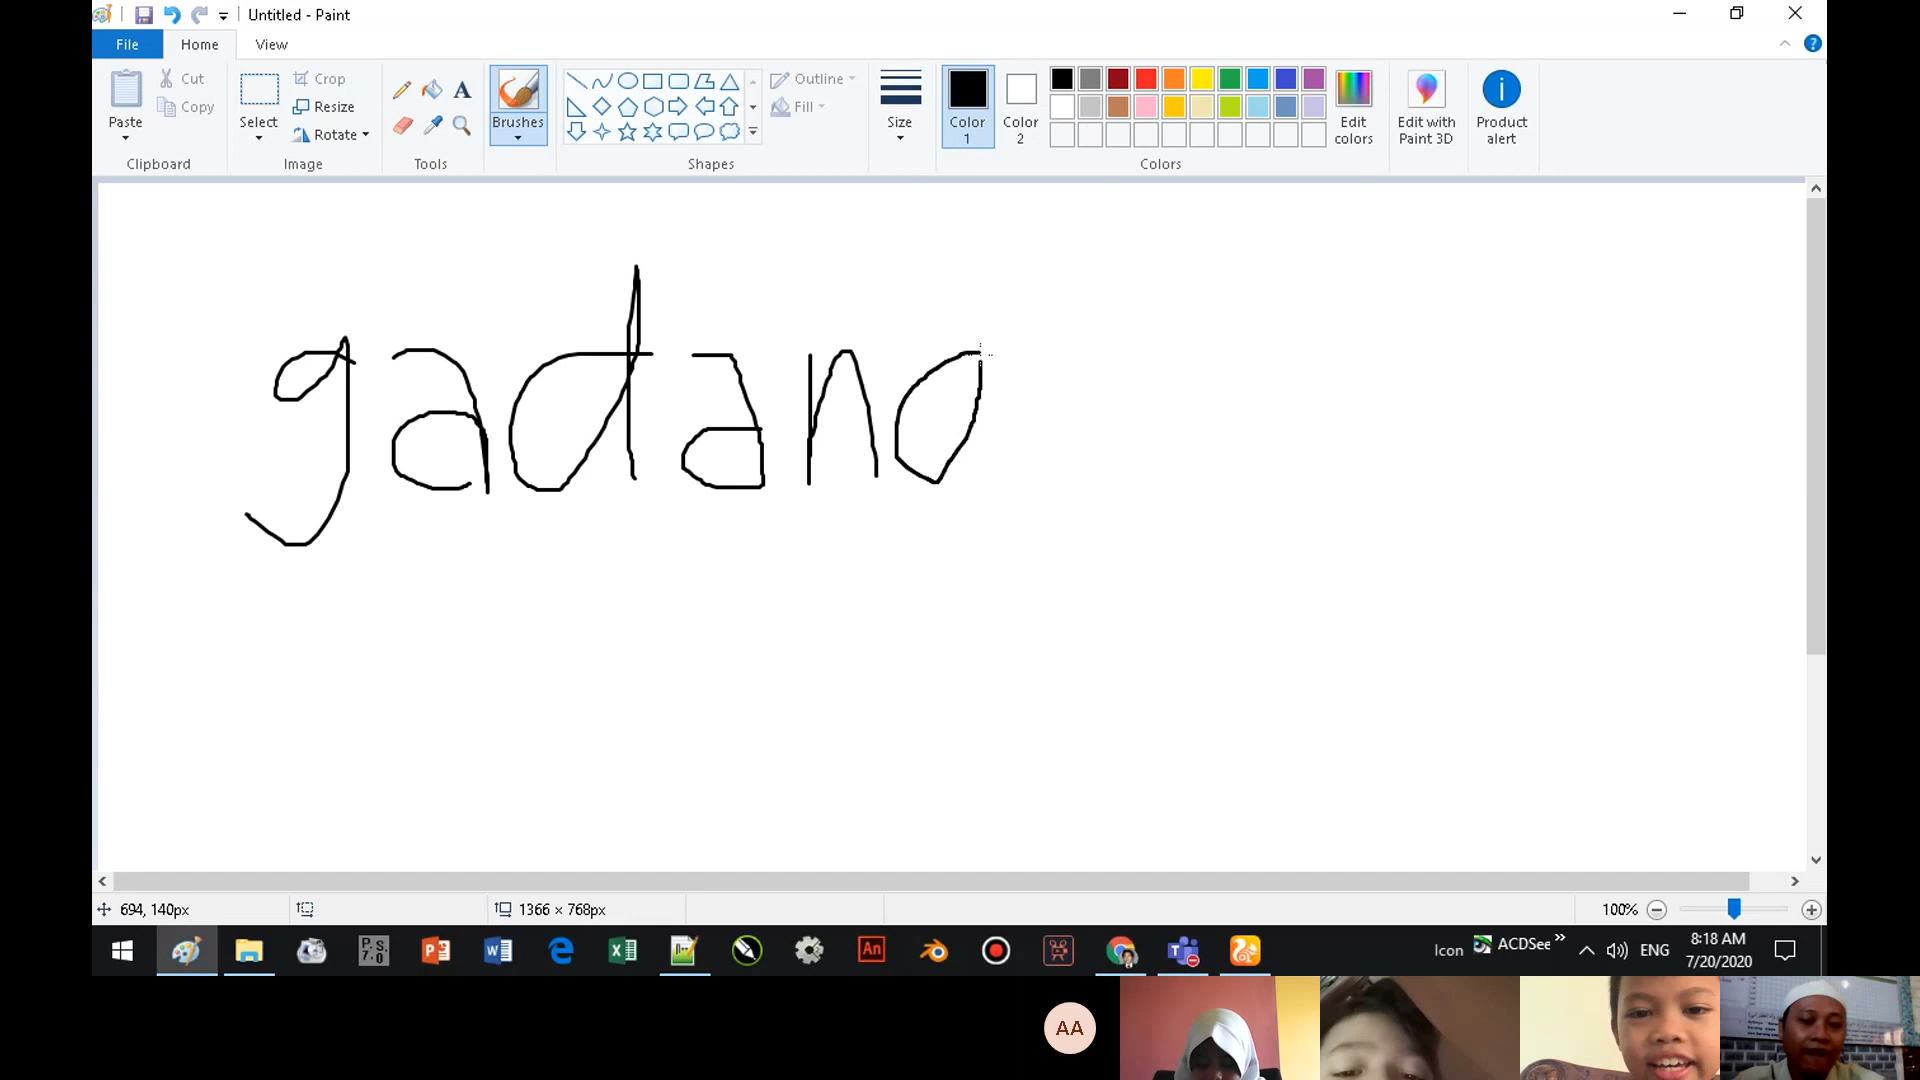 Untitled - Paint
File Home View
Paste
Cut
Copy
Clipboard
Select
Crop
Resize
Rotate
Image
A
Tools
Brushes
Shapes
Outline
Fill
Size
Color 1
Color 2
Colors
Edit colors
Edit with Paint 3D
Product alert
gadano
694, 140px
1366 × 768px
100%
Icon ACDSee » ENG 8:18 AM
7/20/2020
AA